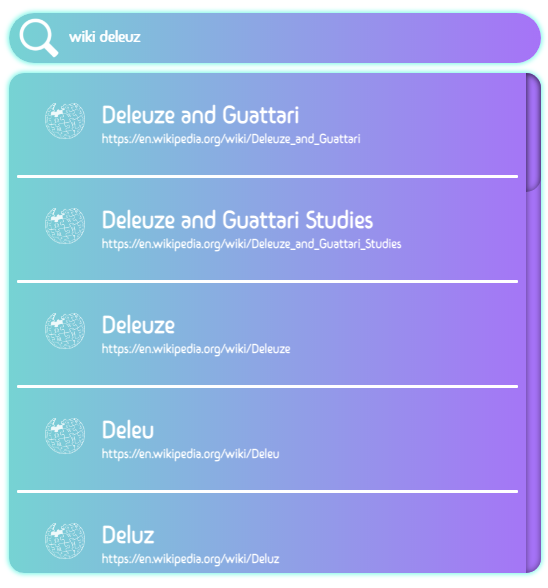 wiki deleuz
Deleuze and Guattari
https://en.wikipedia.org/wiki/Deleuze_and_Guattari
Deleuze and Guattari Studies
https://en.wikipedia.org/wiki/Deleuze_and_Guattari_Studies
Deleuze
https://en.wikipedia.org/wiki/Deleuze
Deleu
https://en.wikipedia.org/wiki/Deleu
Deluz
https://en.wikipedia.org/wiki/Deluz